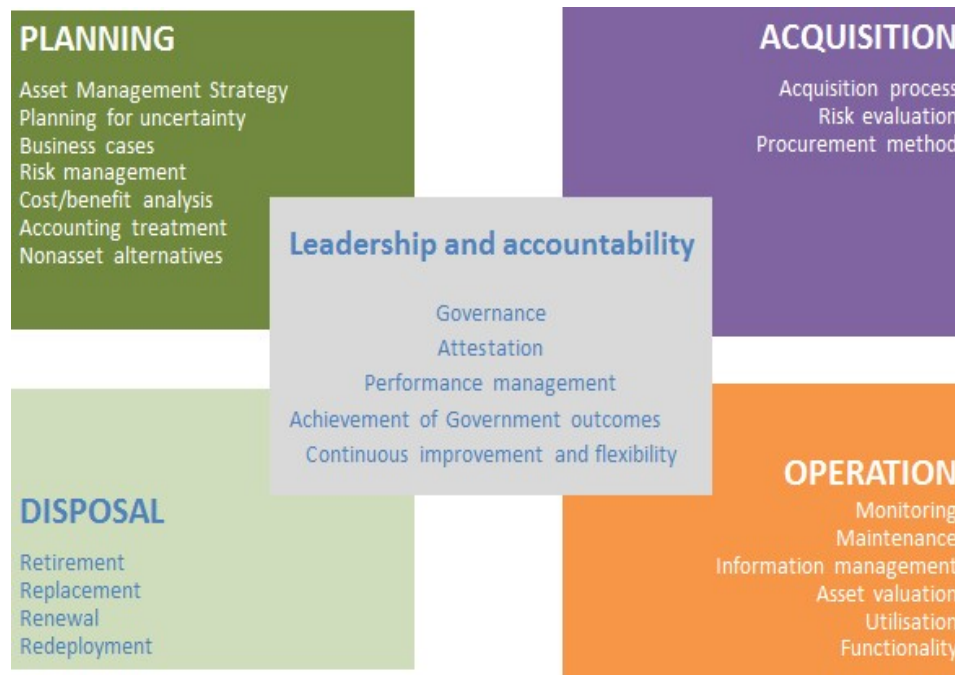 PLANNING
Asset Management Strategy
Planning for uncertainty
Business cases
Risk management
Cost/benefit analysis
Accounting treatment
Nonasset alternatives
ACQUISITION
Acquisition process
Risk evaluation
Procurement method
Leadership and accountability
Governance
Attestation
Performance management
Achievement of Government outcomes
Continuous improvement and flexibility
DISPOSAL
Retirement
Replacement
Renewal
Redeployment
OPERATION
Monitoring
Maintenance
Information management
Asset valuation
Utilisation
Functionality